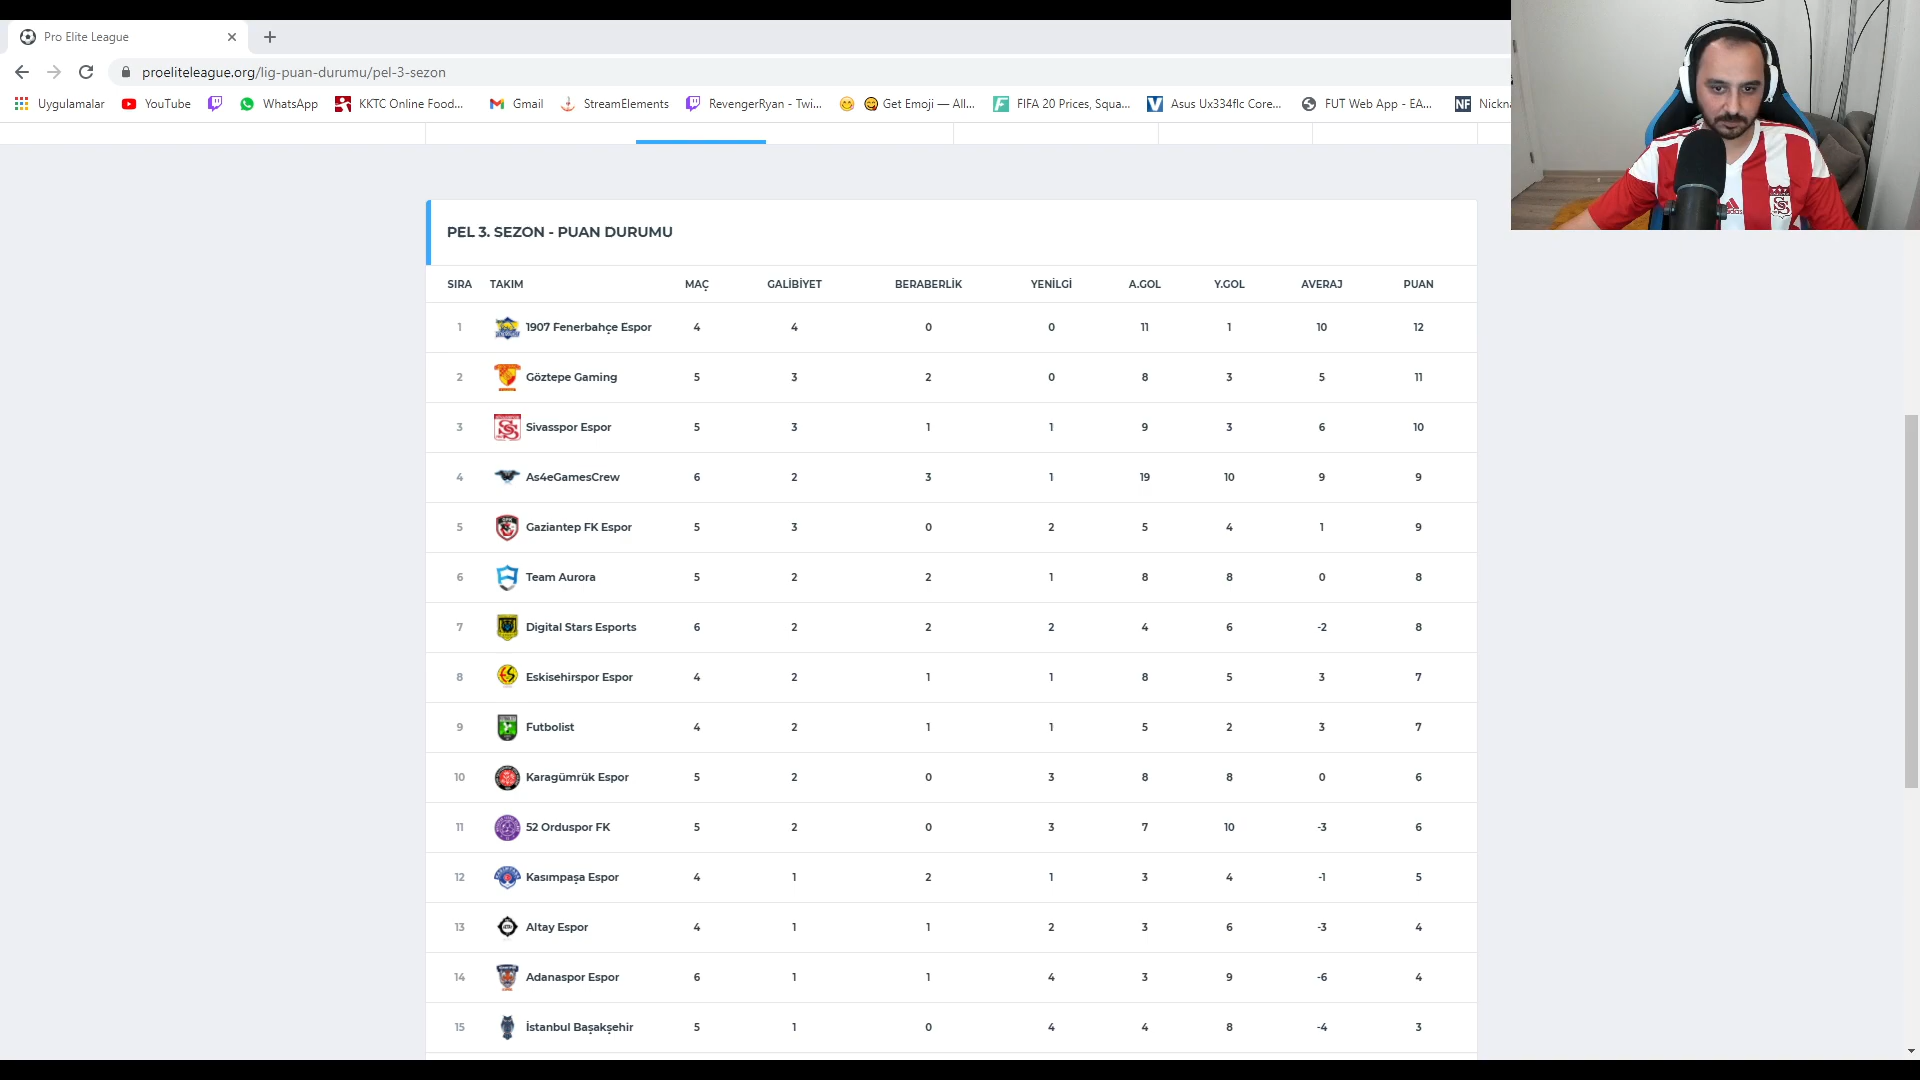 Pro Elite League
proeliteleague.org/lig-puan-durumu/pel-3-sezon
Uygulamalar YouTube WhatsApp KKTC Online Food... Gmail StreamElements RevengerRyan - Twi... Get Emoji — All... FIFA 20 Prices, Squa... Asus Ux334flc Core... FUT Web App - EA... NF Nickn
PEL 3. SEZON - PUAN DURUMU
SIRA TAKIM MAÇ GALİBİYET BERABERLİK YENİLGİ A.GOL Y.GOL AVERAJ PUAN
1 1907 Fenerbahçe Espor 4 4 0 0 11 1 10 12
2 Göztepe Gaming 5 3 2 0 8 3 5 11
3 Sivasspor Espor 5 3 1 1 9 3 6 10
4 As4eGamesCrew 6 2 3 1 19 10 9 9
5 Gaziantep FK Espor 5 3 0 2 5 4 1 9
6 Team Aurora 5 2 2 1 8 8 0 8
7 Digital Stars Esports 6 2 2 2 4 6 -2 8
8 Eskisehirspor Espor 4 2 1 1 8 5 3 7
9 Futbolist 4 2 1 1 5 2 3 7
10 Karagümrük Espor 5 2 0 3 8 8 0 6
11 52 Orduspor FK 5 2 0 3 7 10 -3 6
12 Kasımpaşa Espor 4 1 2 1 3 4 -1 5
13 Altay Espor 4 1 1 2 3 6 -3 4
14 Adanaspor Espor 6 1 1 4 3 9 -6 4
15 İstanbul Başakşehir 5 1 0 4 4 8 -4 3